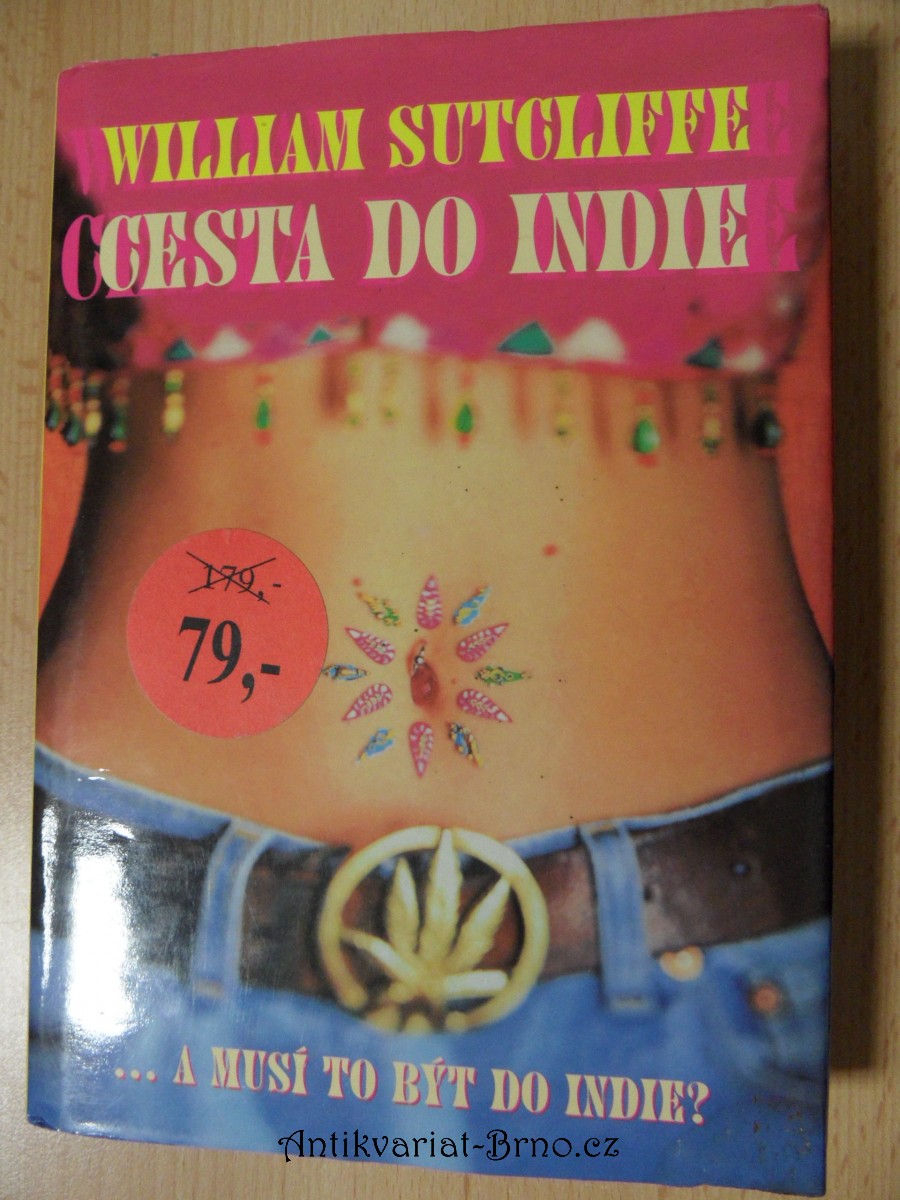 WILLIAM SUTCLIFFE
CESTA DO INDIE
179,-
79,-
... A MUSÍ TO BÝT DO INDIE?
Antikvariat-Brno.cz